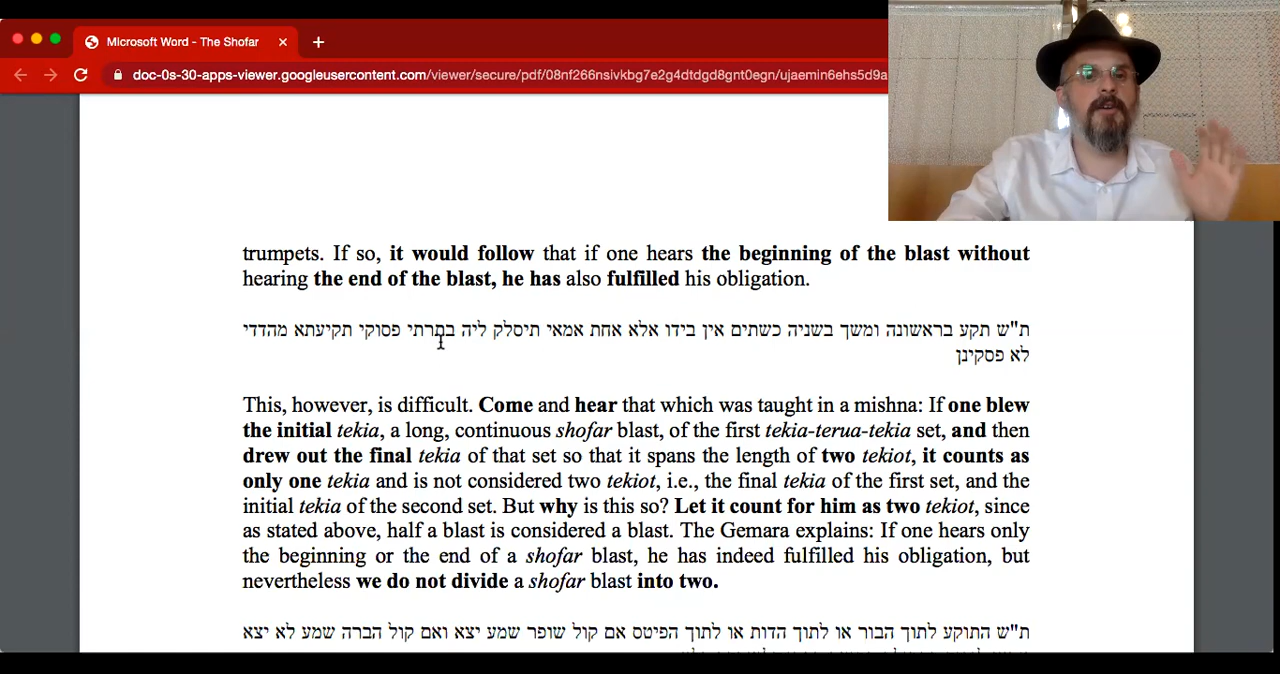 Microsoft Word - The Shofar
doc-0s-30-apps-viewer.googleusercontent.com/viewer/secure/pdf/08nf266nsivkbg7e2g4dtdgd8gnt0egn/ujaemin6ehs5d9a
trumpets. If so, it would follow that if one hears the beginning of the blast without
hearing the end of the blast, he has also fulfilled his obligation.
ת"ש תקע בראשונה ומשך בשניה כשתים אין בידו אלא אחת אמאי תיסלק ליה בתרתי פסוקי תקיעתא מהדדי
לא פסקינן
This, however, is difficult. Come and hear that which was taught in a mishna: If one blew
the initial tekia, a long, continuous shofar blast, of the first tekia-terua-tekia set, and then
drew out the final tekia of that set so that it spans the length of two tekiot, it counts as
only one tekia and is not considered two tekiot, i.e., the final tekia of the first set, and the
initial tekia of the second set. But why is this so? Let it count for him as two tekiot, since
as stated above, half a blast is considered a blast. The Gemara explains: If one hears only
the beginning or the end of a shofar blast, he has indeed fulfilled his obligation, but
nevertheless we do not divide a shofar blast into two.
ת"ש התוקע לתוך הבור או לתוך הדות או לתוך הפיטס אם קול שופר שמע יצא ואם קול הברה שמע לא יצא